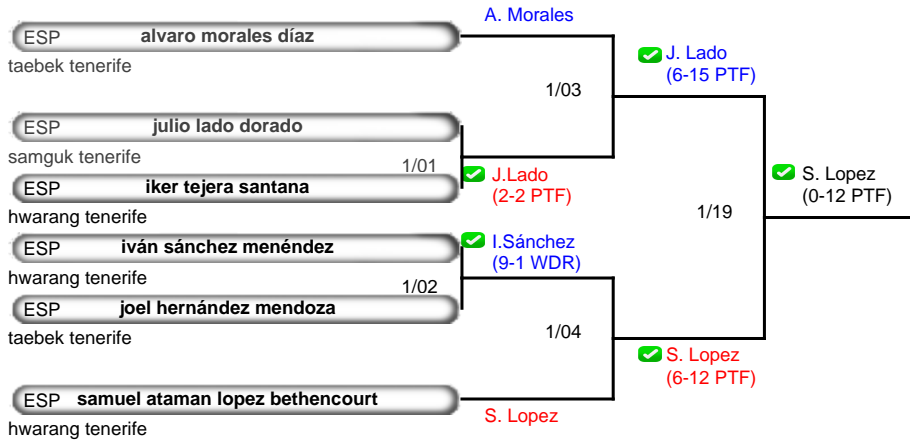 A. Morales
ESP alvaro morales díaz
taebek tenerife
J. Lado
(6-15 PTF)
1/03
ESP julio lado dorado
samguk tenerife
1/01
J.Lado
(2-2 PTF)
ESP iker tejera santana
hwarang tenerife
S. Lopez
(0-12 PTF)
1/19
ESP iván sánchez menéndez
hwarang tenerife
I.Sánchez
(9-1 WDR)
1/02
ESP joel hernández mendoza
taebek tenerife
1/04
S. Lopez
(6-12 PTF)
ESP samuel ataman lopez bethencourt
hwarang tenerife
S. Lopez